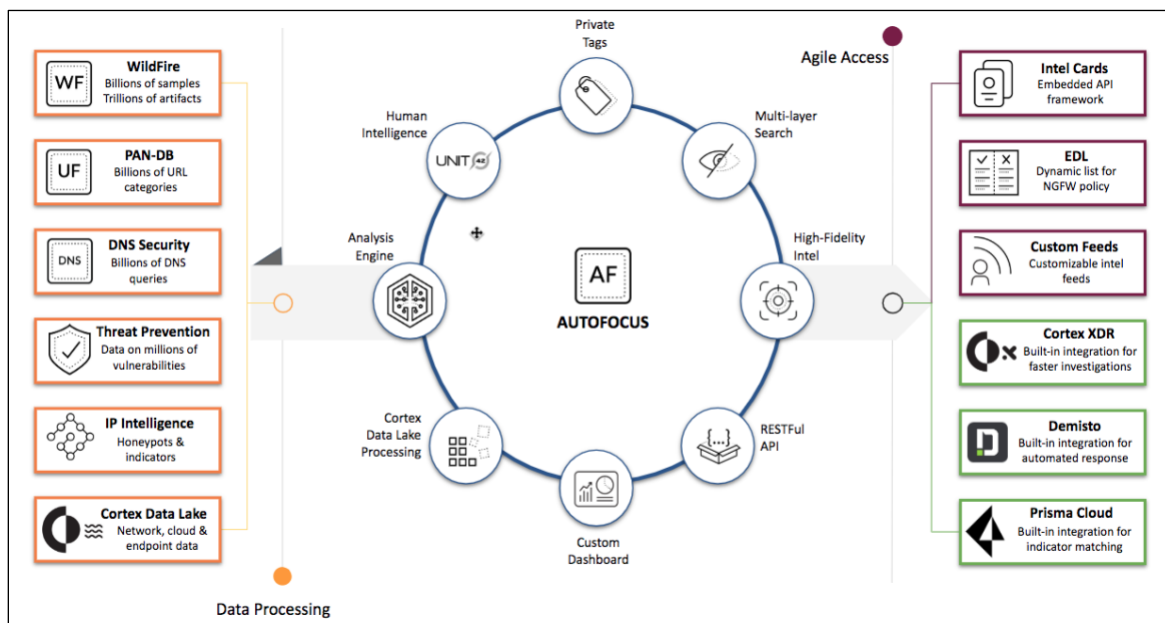 WF
WildFire
Billions of samples
Trillions of artifacts
UF
PAN-DB
Billions of URL
categories
DNS
DNS Security
Billions of DNS
queries
Threat Prevention
Data on millions of
vulnerabilities
IP Intelligence
Honeypots &
indicators
Cortex Data Lake
Network, cloud &
endpoint data
Data Processing
Private
Tags
Human
Intelligence
UNIT 42
Multi-layer
Search
Analysis
Engine
High-Fidelity
Intel
AF
AUTOFOCUS
Cortex
Data Lake
Processing
RESTFul
API
{...}
Custom
Dashboard
Agile Access
Intel Cards
Embedded API
framework
EDL
Dynamic list for
NGFW policy
Custom Feeds
Customizable intel
feeds
Cortex XDR
Built-in integration for
faster investigations
Demisto
Built-in integration for
automated response
Prisma Cloud
Built-in integration for
indicator matching